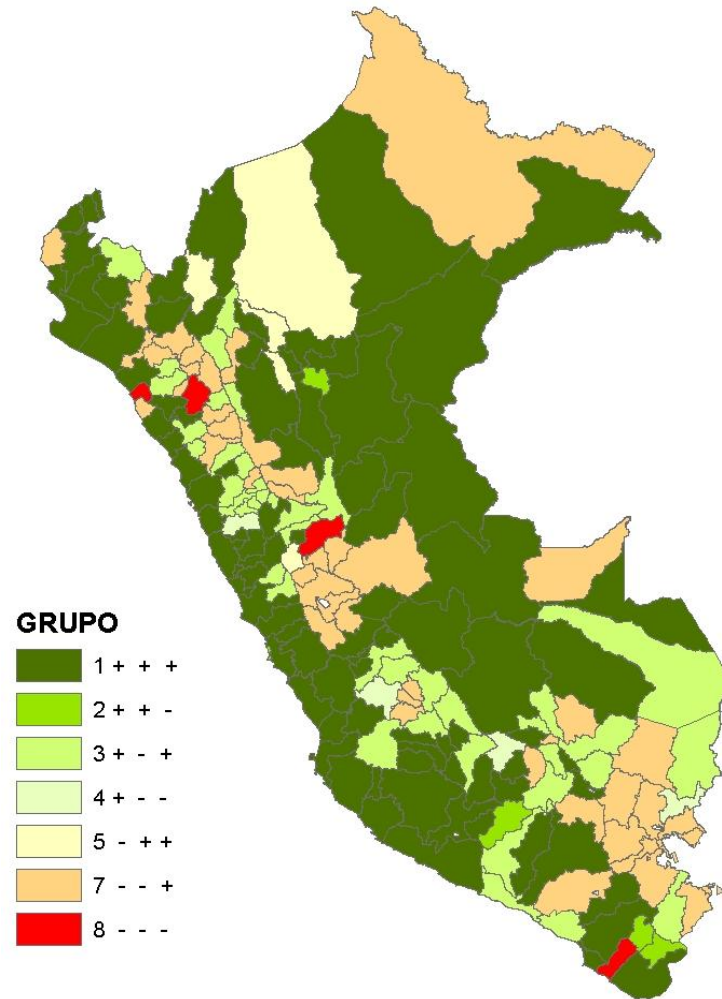 GRUPO
1 + + +
2 + + -
3 + - +
4 + - -
5 - + +
7 - - +
8 - - -